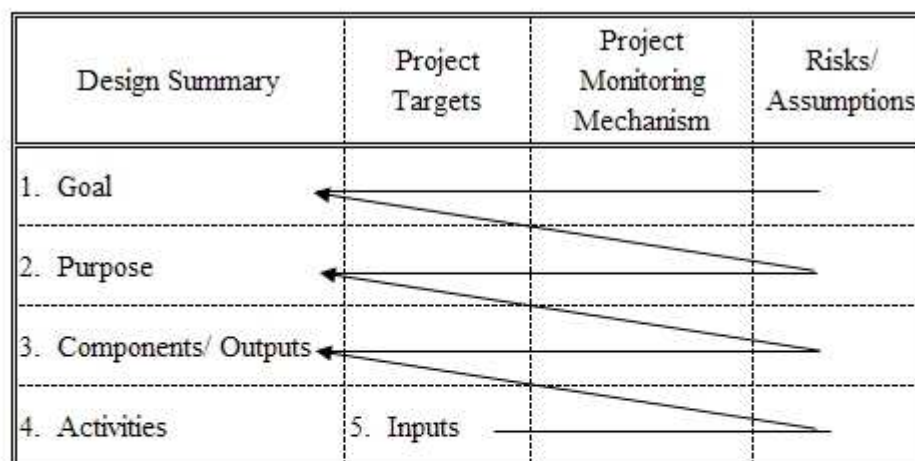 Design Summary
Project
Targets
Project
Monitoring
Mechanism
Risks/
Assumptions
1. Goal
2. Purpose
3. Components/ Outputs
4. Activities
5. Inputs